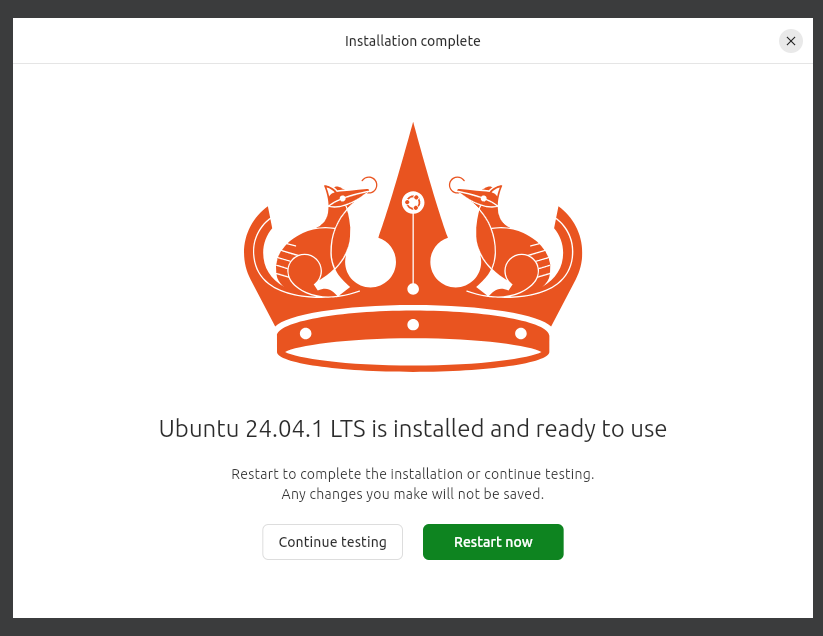 Installation complete
Ubuntu 24.04.1 LTS is installed and ready to use
Restart to complete the installation or continue testing.
Any changes you make will not be saved.
Continue testing
Restart now